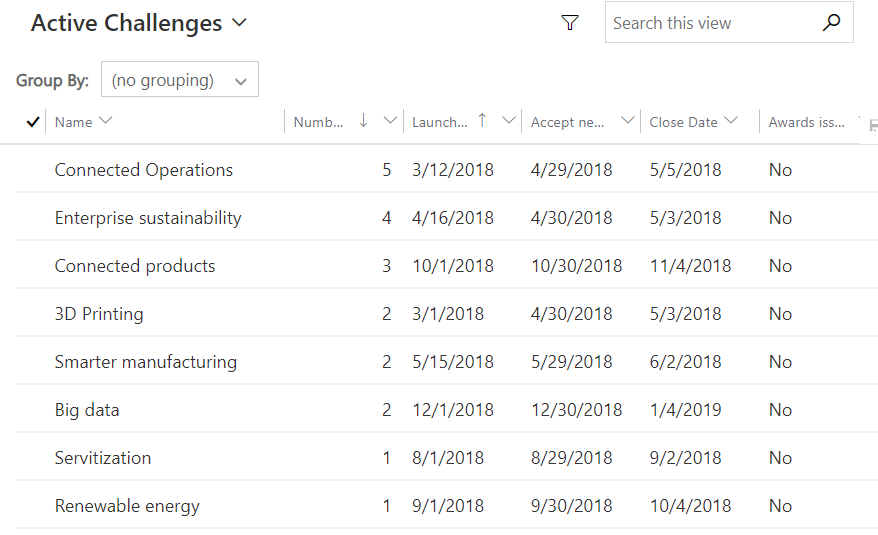 Active Challenges
Search this view
Group By: (no grouping)
Name Numb... Launch... Accept ne... Close Date Awards iss...
Connected Operations 5 3/12/2018 4/29/2018 5/5/2018 No
Enterprise sustainability 4 4/16/2018 4/30/2018 5/3/2018 No
Connected products 3 10/1/2018 10/30/2018 11/4/2018 No
3D Printing 2 3/1/2018 4/30/2018 5/3/2018 No
Smarter manufacturing 2 5/15/2018 5/29/2018 6/2/2018 No
Big data 2 12/1/2018 12/30/2018 1/4/2019 No
Servitization 1 8/1/2018 8/29/2018 9/2/2018 No
Renewable energy 1 9/1/2018 9/30/2018 10/4/2018 No